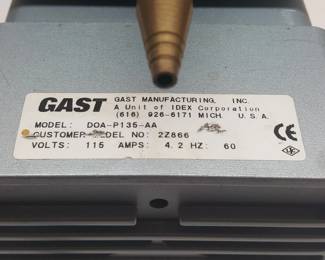 GAST
GAST MANUFACTURING, INC.
A Unit of IDEX Corporation
(616) 926-6171 MICH. U.S.A.
MODEL: DOA-P135-AA
CUSTOMER DEL NO: 2Z866
VOLTS: 115 AMPS: 4.2 HZ: 60
CE